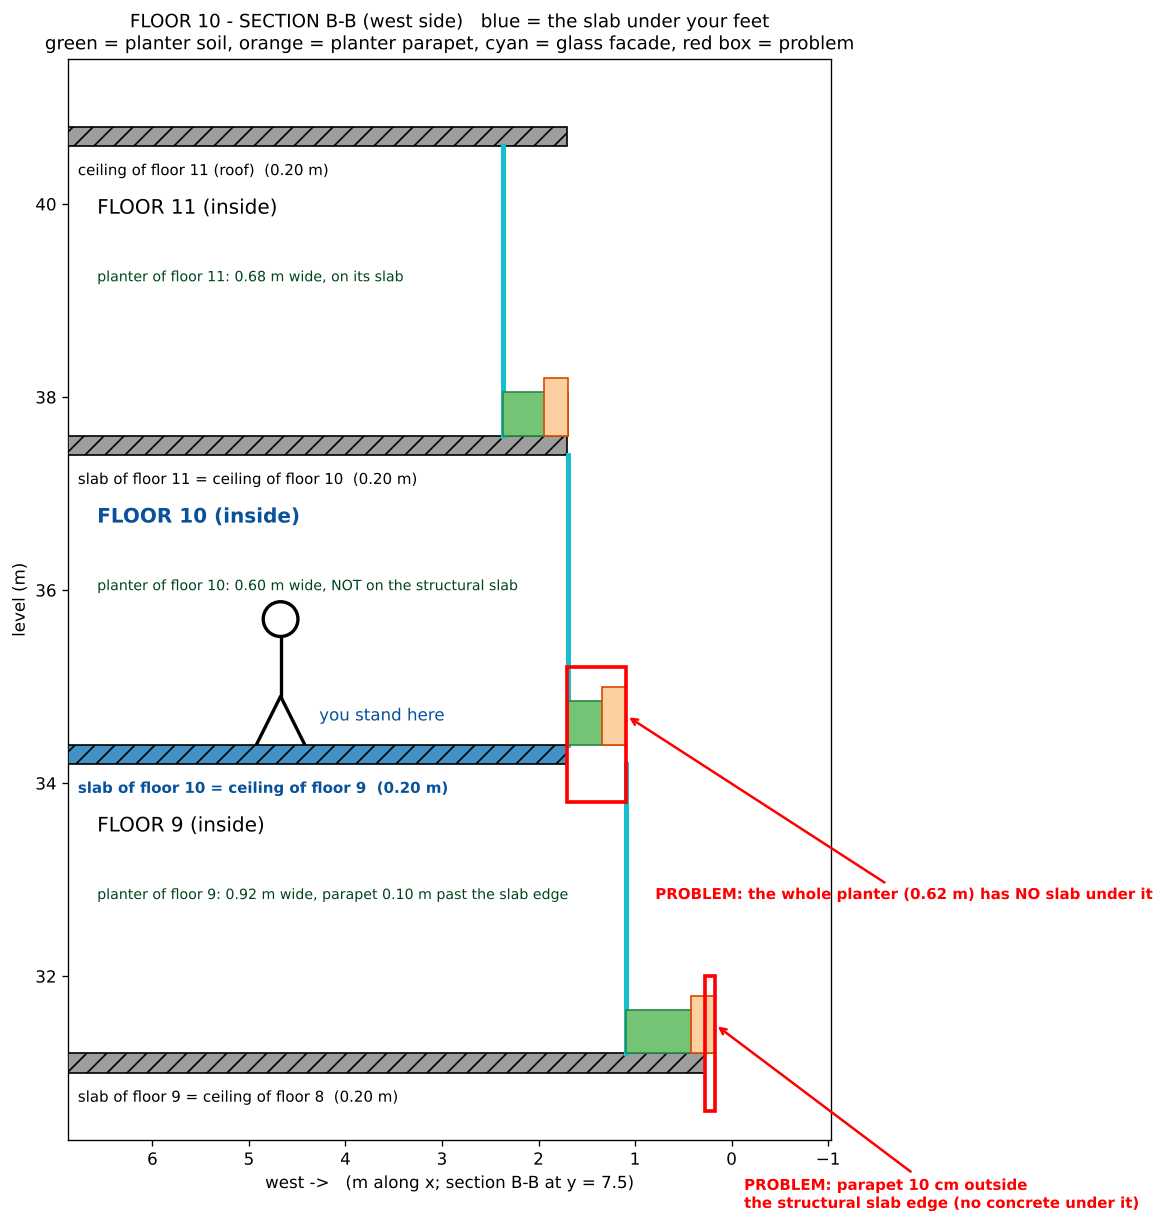 FLOOR 10 - SECTION B-B (west side)   blue = the slab under your feet
green = planter soil, orange = planter parapet, cyan = glass facade, red box = problem
ceiling of floor 11 (roof)  (0.20 m)
40
FLOOR 11 (inside)
planter of floor 11: 0.68 m wide, on its slab
38
slab of floor 11 = ceiling of floor 10  (0.20 m)
FLOOR 10 (inside)
level (m)
36
planter of floor 10: 0.60 m wide, NOT on the structural slab
you stand here
34
slab of floor 10 = ceiling of floor 9  (0.20 m)
FLOOR 9 (inside)
planter of floor 9: 0.92 m wide, parapet 0.10 m past the slab edge
PROBLEM: the whole planter (0.62 m) has NO slab under it
32
slab of floor 9 = ceiling of floor 8  (0.20 m)
6 5 4 3 2 1 0 −1
west ->   (m along x; section B-B at y = 7.5)
PROBLEM: parapet 10 cm outside
the structural slab edge (no concrete under it)